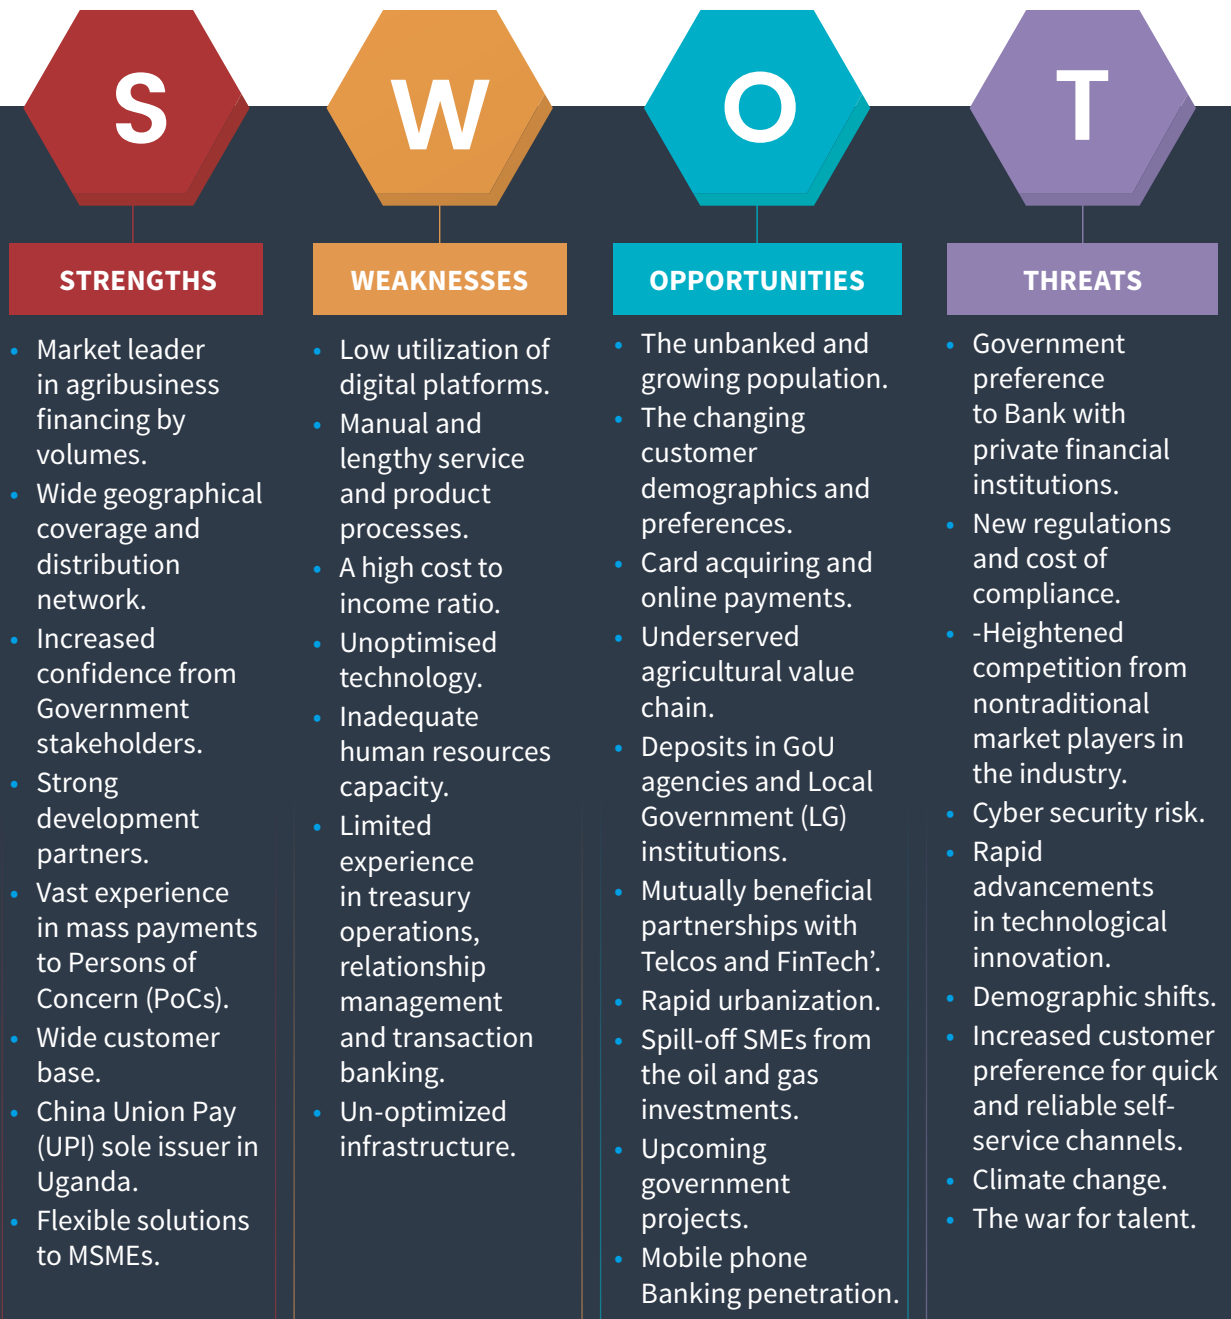 S
W
O
T
STRENGTHS
• Market leader
in agribusiness
financing by
volumes.
• Wide geographical
coverage and
distribution
network.
• Increased
confidence from
Government
stakeholders.
• Strong
development
partners.
• Vast experience
in mass payments
to Persons of
Concern (PoCs).
• Wide customer
base.
• China Union Pay
(UPI) sole issuer in
Uganda.
• Flexible solutions
to MSMEs.
WEAKNESSES
• Low utilization of
digital platforms.
• Manual and
lengthy service
and product
processes.
• A high cost to
income ratio.
• Unoptimised
technology.
• Inadequate
human resources
capacity.
• Limited
experience
in treasury
operations,
relationship
management
and transaction
banking.
• Un-optimized
infrastructure.
OPPORTUNITIES
• The unbanked and
growing population.
• The changing
customer
demographics and
preferences.
• Card acquiring and
online payments.
• Underserved
agricultural value
chain.
• Deposits in GoU
agencies and Local
Government (LG)
institutions.
• Mutually beneficial
partnerships with
Telcos and FinTech’.
• Rapid urbanization.
• Spill-off SMEs from
the oil and gas
investments.
• Upcoming
government
projects.
• Mobile phone
Banking penetration.
THREATS
• Government
preference
to Bank with
private financial
institutions.
• New regulations
and cost of
compliance.
• -Heightened
competition from
nontraditional
market players in
the industry.
• Cyber security risk.
• Rapid
advancements
in technological
innovation.
• Demographic shifts.
• Increased customer
preference for quick
and reliable self-
service channels.
• Climate change.
• The war for talent.